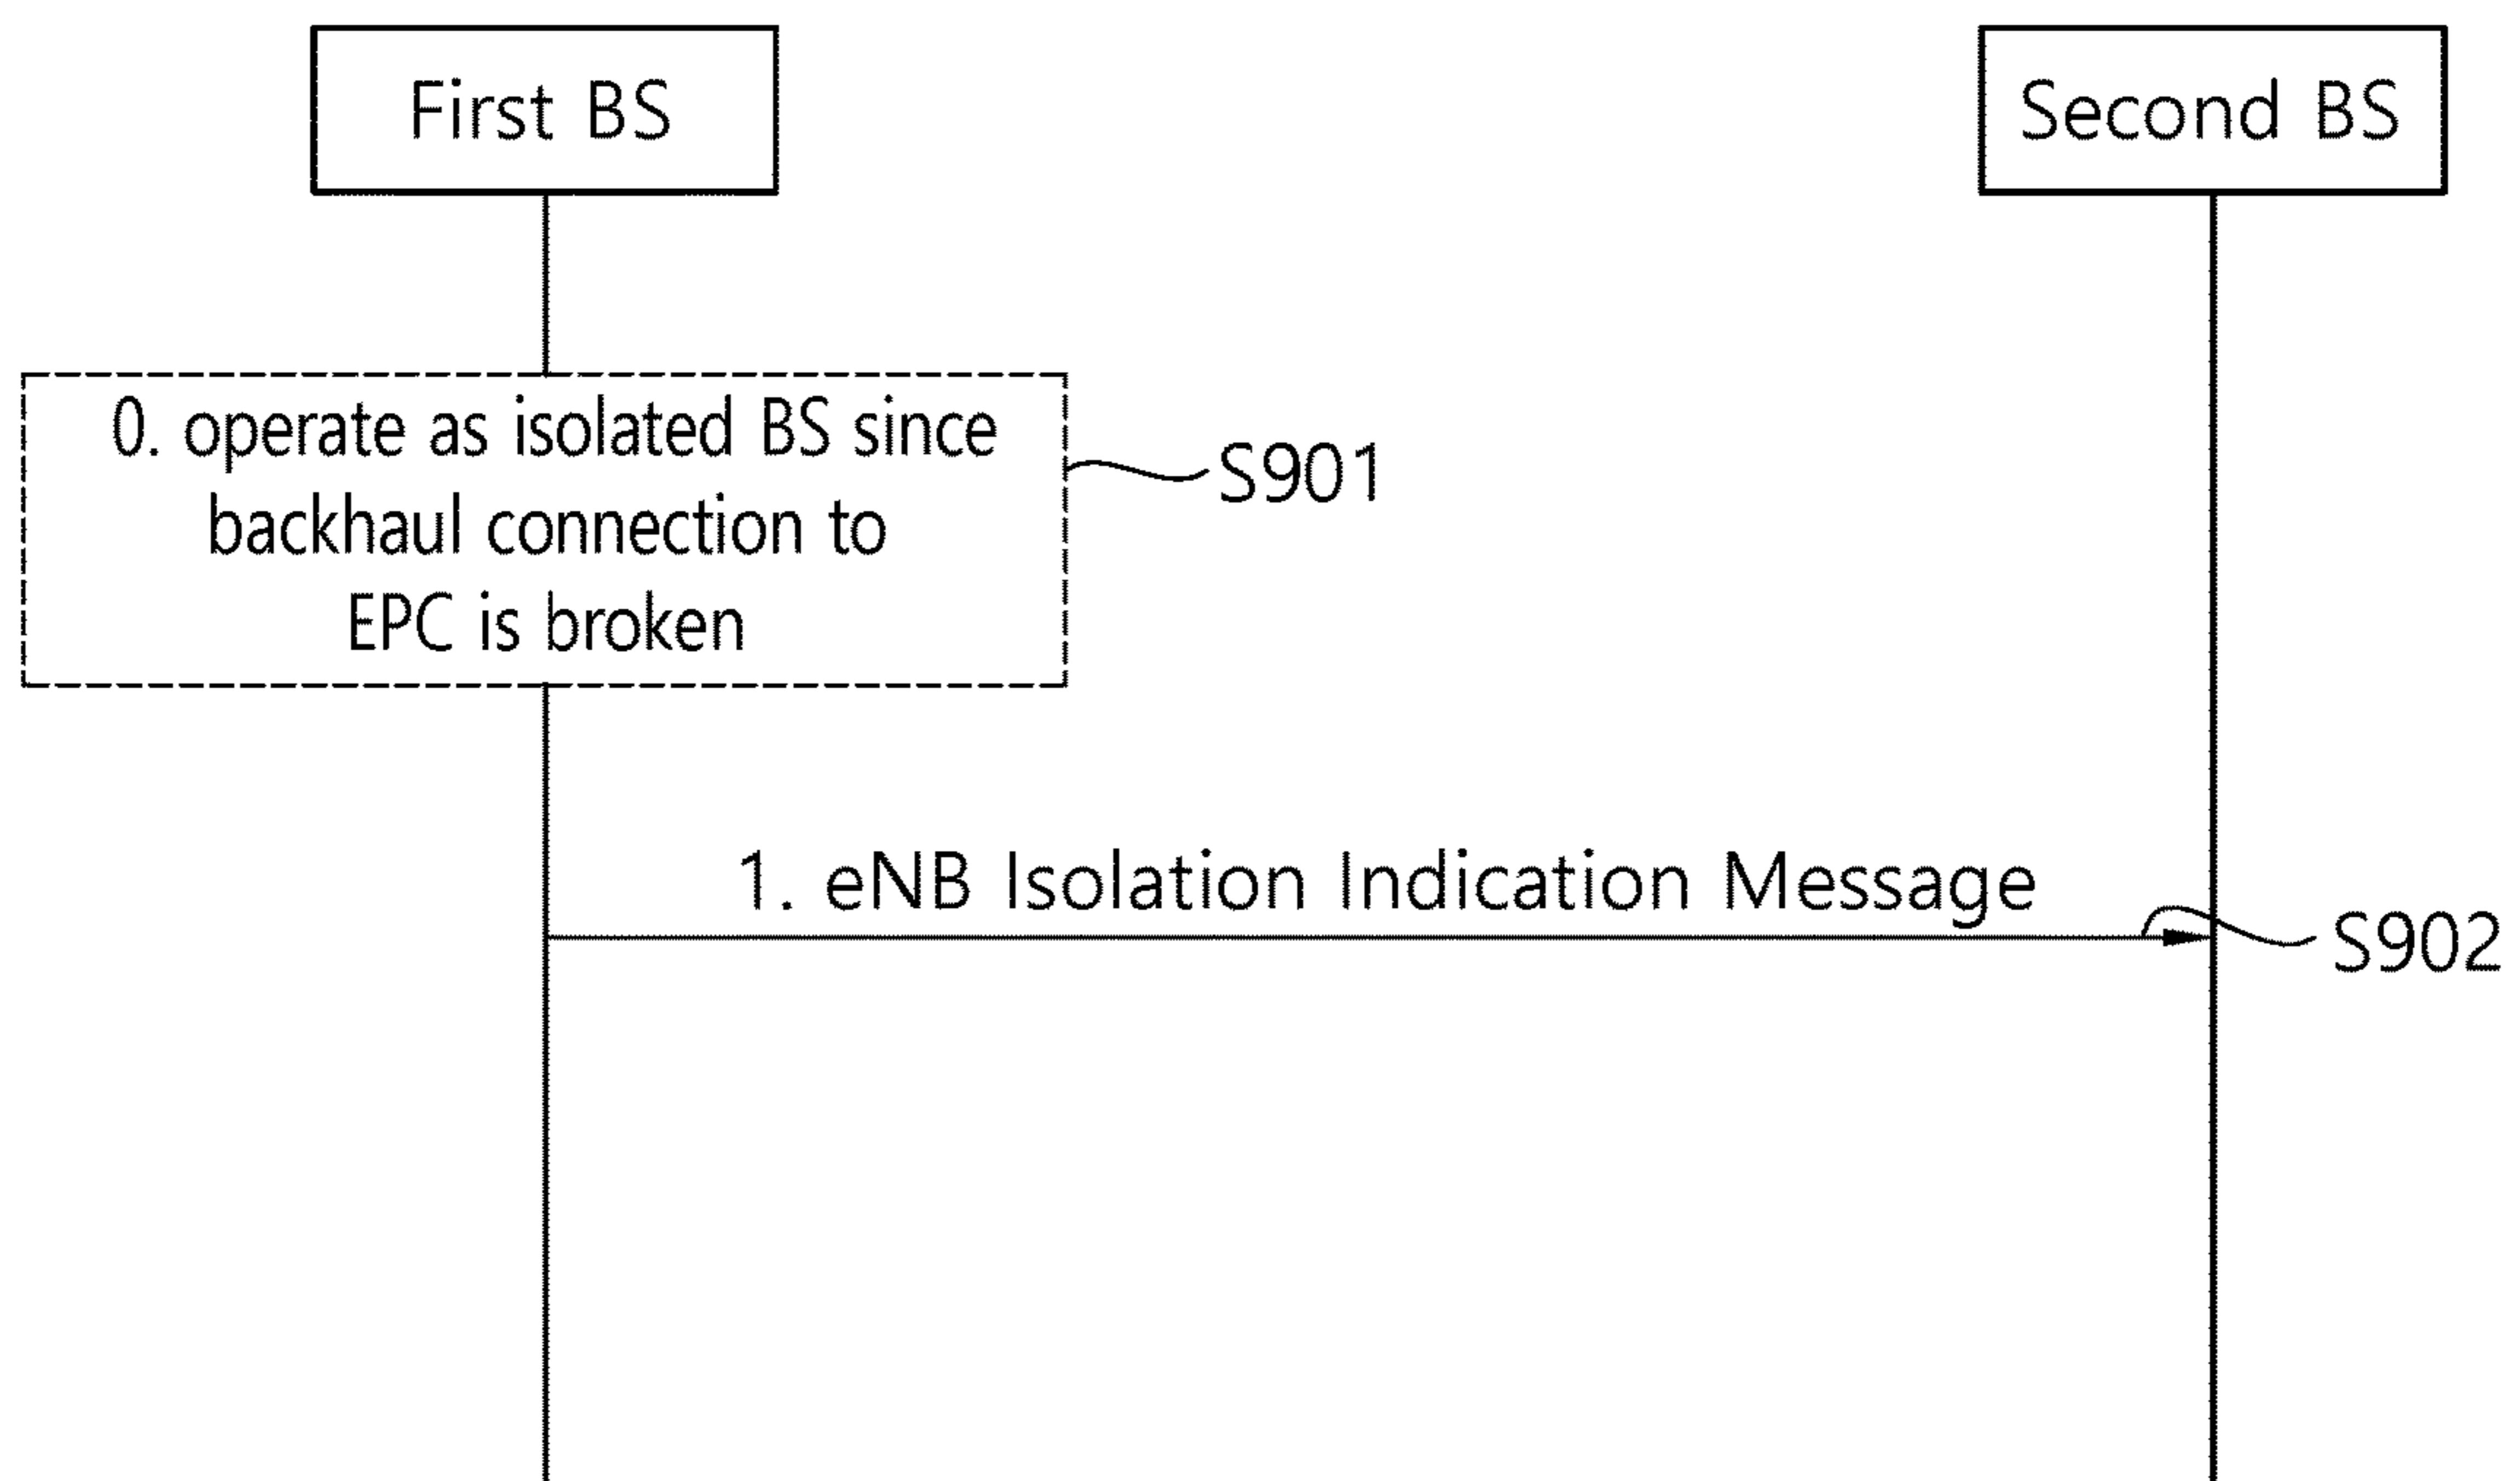 First BS
Second BS
0. operate as isolated BS since
backhaul connection to
EPC is broken
S901
1. eNB Isolation Indication Message
S902